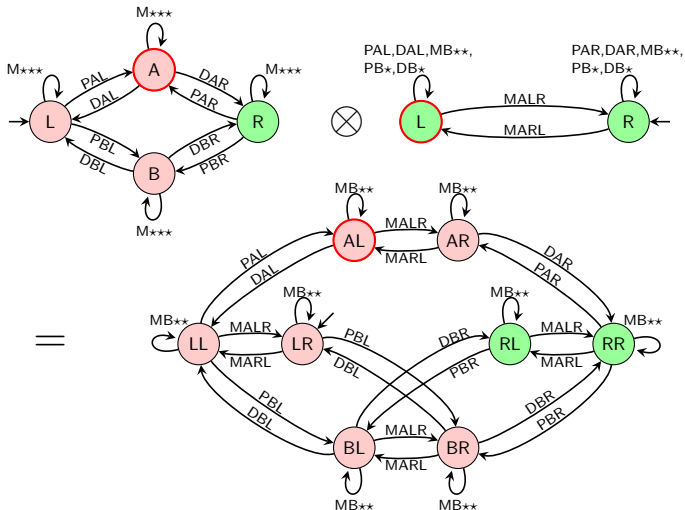 M⋆⋆⋆
PAL,DAL,MB⋆⋆,
PB⋆,DB⋆
PAR,DAR,MB⋆⋆,
PB⋆,DB⋆
M⋆⋆⋆
PAL
A
DAR
M⋆⋆⋆
DAL
PAR
MALR
L
R
⊗
L
R
MARL
PBL
DBR
DBL
B
PBR
M⋆⋆⋆
MB⋆⋆
MB⋆⋆
PAL
AL
MALR
AR
DAR
DAL
MARL
PAR
MB⋆⋆
MB⋆⋆
MB⋆⋆
MB⋆⋆
=
LL
MALR
LR
PBL
DBR
RL
MALR
RR
MARL
DBL
PBR
MARL
PBL
DBR
DBL
PBR
BL
MALR
BR
MARL
MB⋆⋆
MB⋆⋆